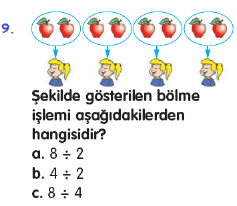 9.
Şekilde gösterilen bölme
işlemi aşağıdakilerden
hangisidir?
a. 8 ÷ 2
b. 4 ÷ 2
c. 8 ÷ 4